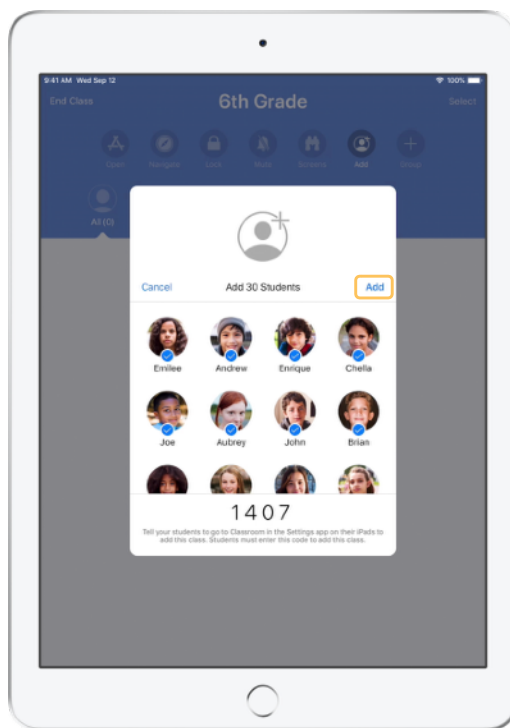 9:41 AM Wed Sep 12
100%
End Class
6th Grade
Select
Open
Navigate
Lock
Mute
Screens
Add
Group
All (0)
Cancel
Add 30 Students
Add
Emilee
Andrew
Enrique
Chella
Joe
Aubrey
John
Brian
1407
Tell your students to go to Classroom in the Settings app on their iPads to
add this class. Students must enter this code to add this class.